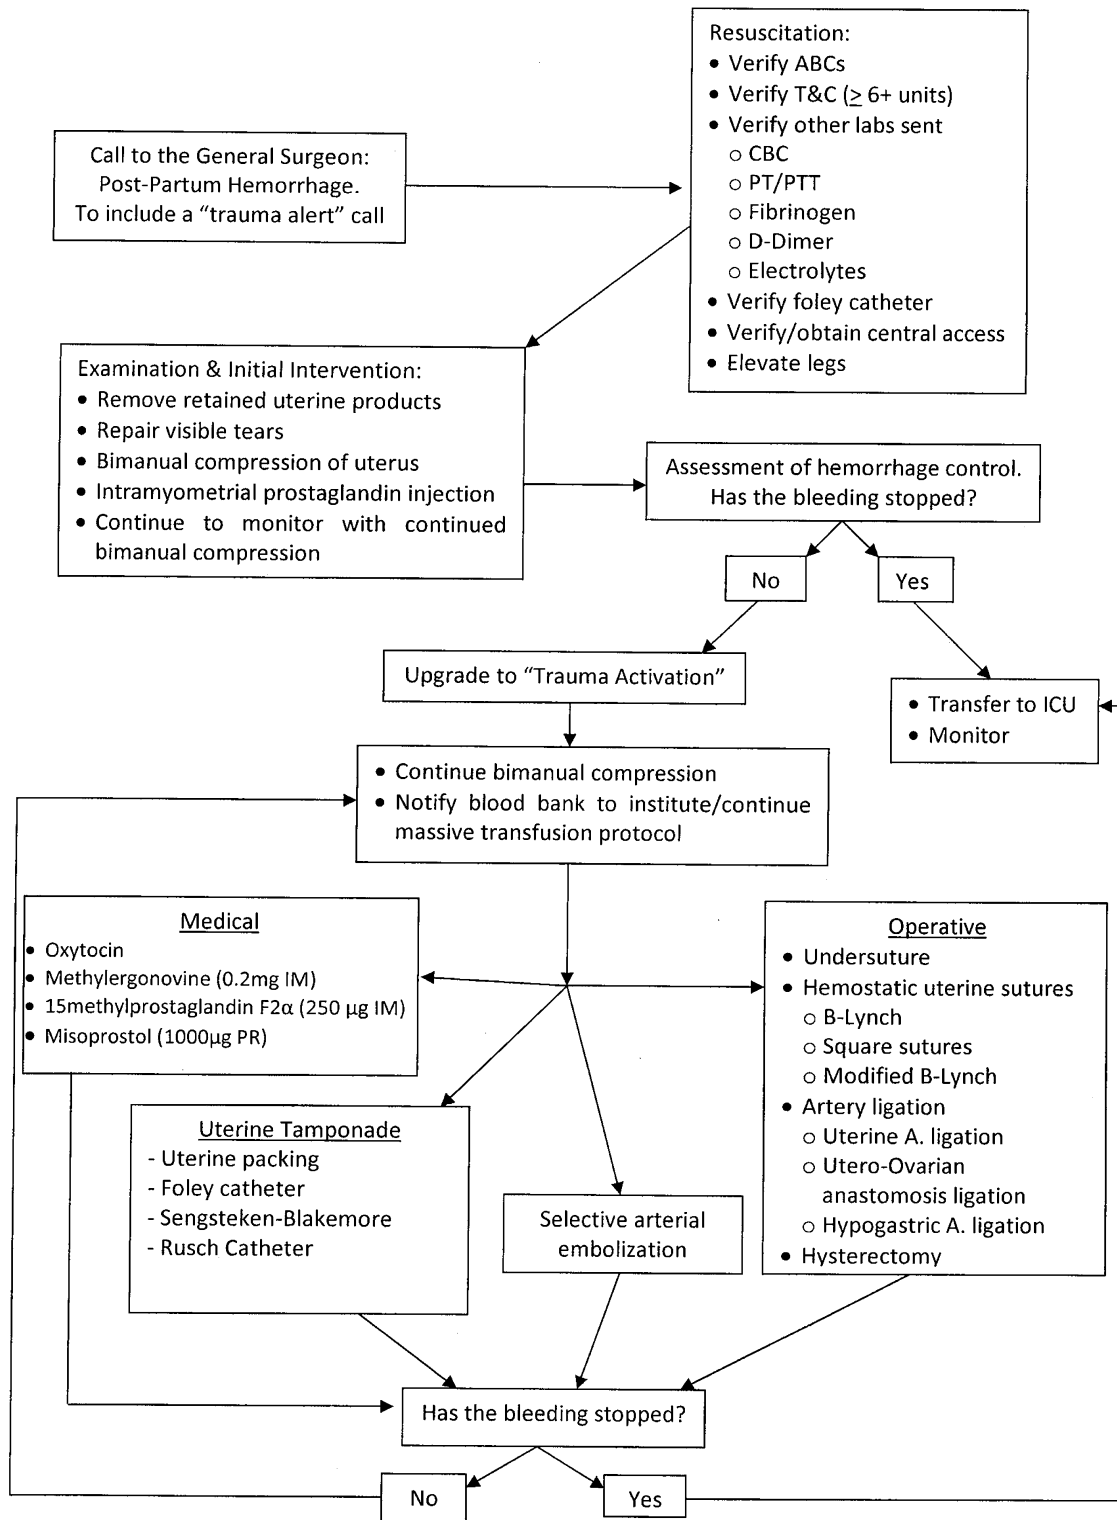 Resuscitation:
• Verify ABCs
• Verify T&C (≥ 6+ units)
• Verify other labs sent
○ CBC
○ PT/PTT
○ Fibrinogen
○ D-Dimer
○ Electrolytes
• Verify foley catheter
• Verify/obtain central access
• Elevate legs
Call to the General Surgeon:
Post-Partum Hemorrhage.
To include a “trauma alert” call
Examination & Initial Intervention:
• Remove retained uterine products
• Repair visible tears
• Bimanual compression of uterus
• Intramyometrial prostaglandin injection
• Continue to monitor with continued
bimanual compression
Assessment of hemorrhage control.
Has the bleeding stopped?
No
Yes
Upgrade to “Trauma Activation”
• Transfer to ICU
• Monitor
• Continue bimanual compression
• Notify blood bank to institute/continue
massive transfusion protocol
Medical
• Oxytocin
• Methylergonovine (0.2mg IM)
• 15methylprostaglandin F2α (250 µg IM)
• Misoprostol (1000µg PR)
Operative
• Undersuture
• Hemostatic uterine sutures
○ B-Lynch
○ Square sutures
○ Modified B-Lynch
• Artery ligation
○ Uterine A. ligation
○ Utero-Ovarian
anastomosis ligation
○ Hypogastric A. ligation
• Hysterectomy
Uterine Tamponade
- Uterine packing
- Foley catheter
- Sengsteken-Blakemore
- Rusch Catheter
Selective arterial
embolization
Has the bleeding stopped?
No
Yes